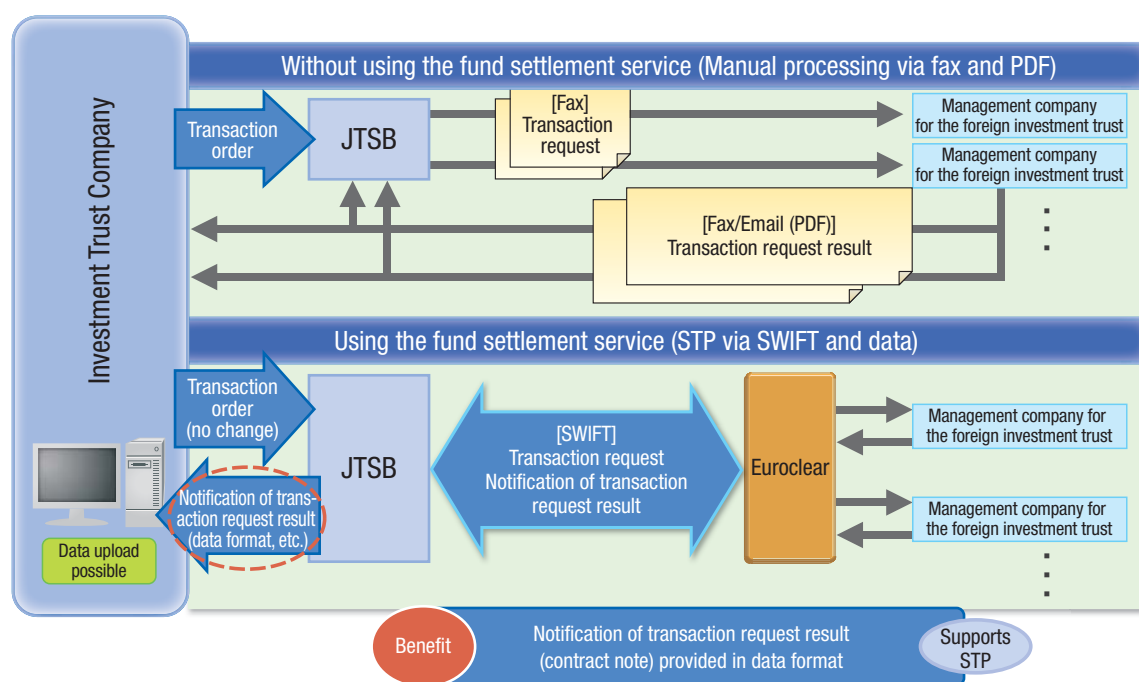 Investment Trust Company
Without using the fund settlement service (Manual processing via fax and PDF)
Transaction
order
JTSB
[Fax]
Transaction
request
Management company
for the foreign investment trust
Management company
for the foreign investment trust
[Fax/Email (PDF)]
Transaction request result
Using the fund settlement service (STP via SWIFT and data)
Transaction
order
(no change)
JTSB
[SWIFT]
Transaction request
Notification of transaction
request result
Euroclear
Management company for
the foreign investment trust
Management company for
the foreign investment trust
Notification of trans-
action request result
(data format, etc.)
Data upload
possible
Benefit
Notification of transaction request result
(contract note) provided in data format
Supports
STP